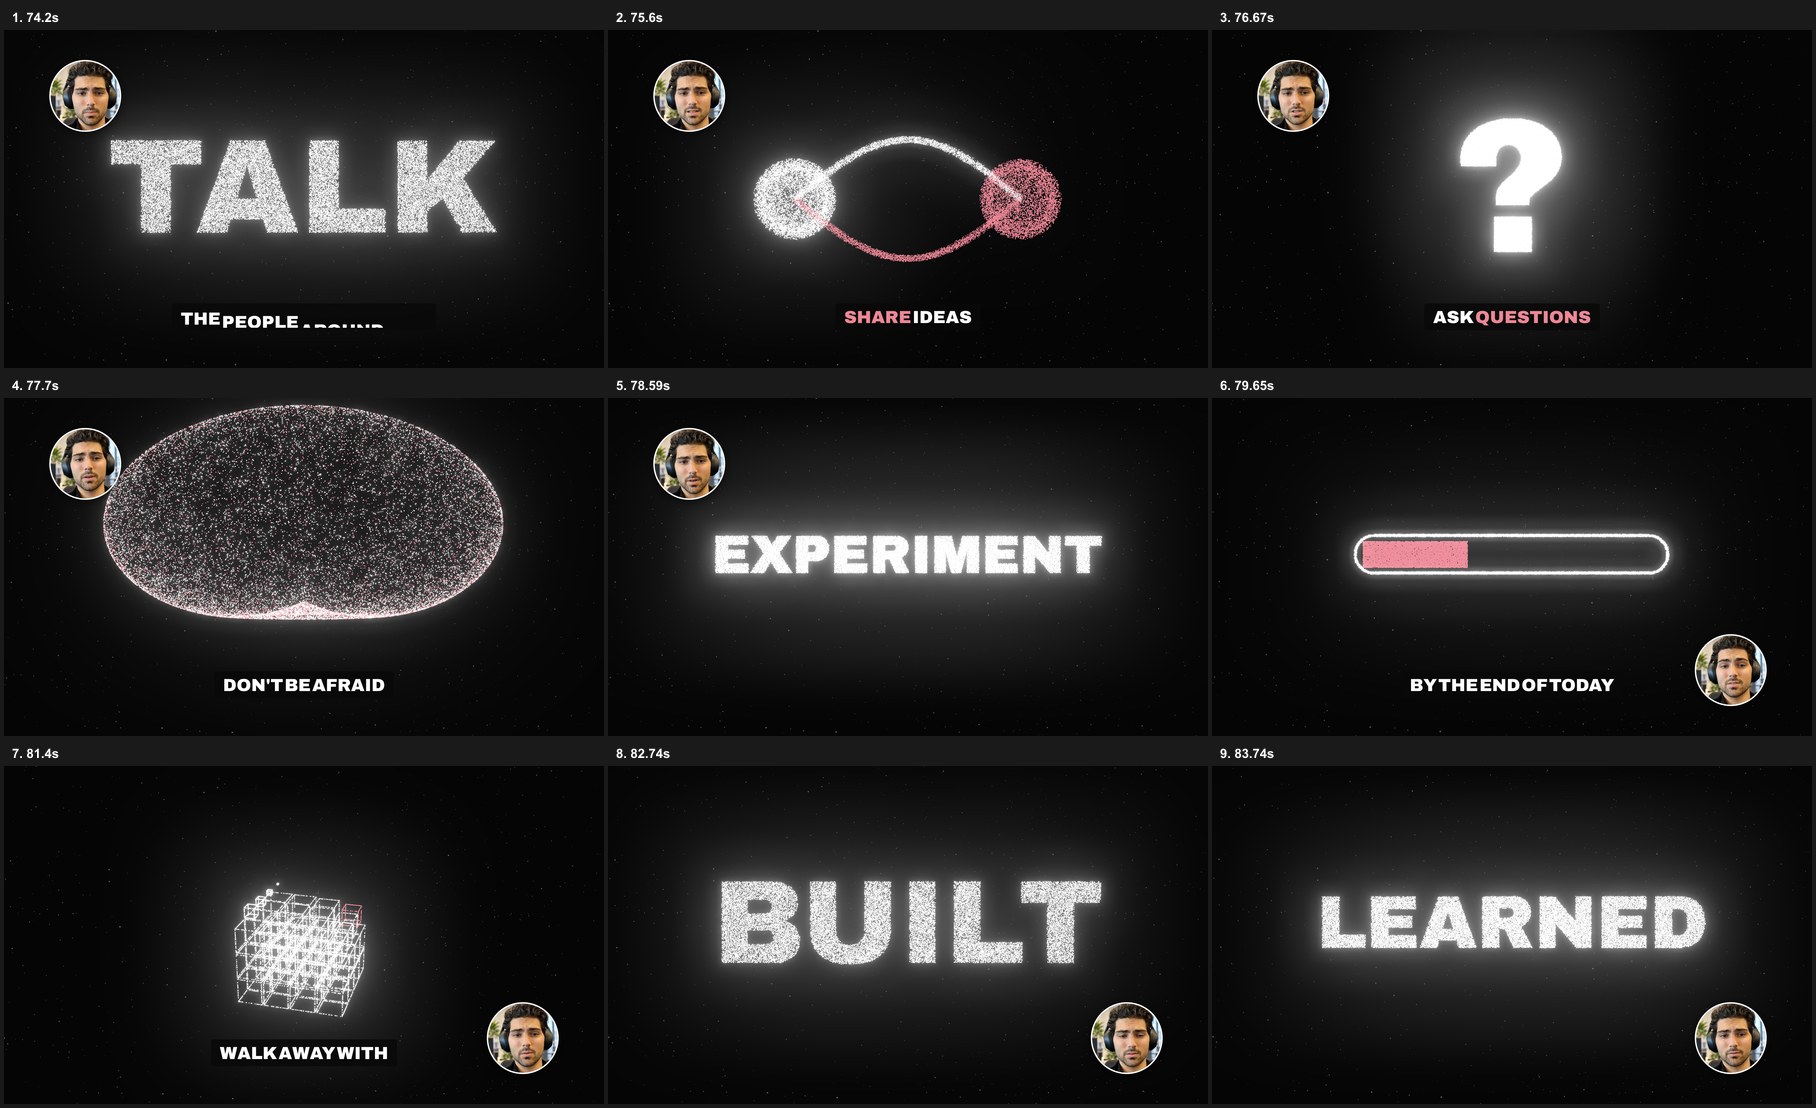 1. 74.2s
TALK
THE PEOPLE AROUND
2. 75.6s
SHARE IDEAS
3. 76.67s
?
ASK QUESTIONS
4. 77.7s
DON'T BE AFRAID
5. 78.59s
EXPERIMENT
6. 79.65s
BY THE END OF TODAY
7. 81.4s
WALK AWAY WITH
8. 82.74s
BUILT
9. 83.74s
LEARNED